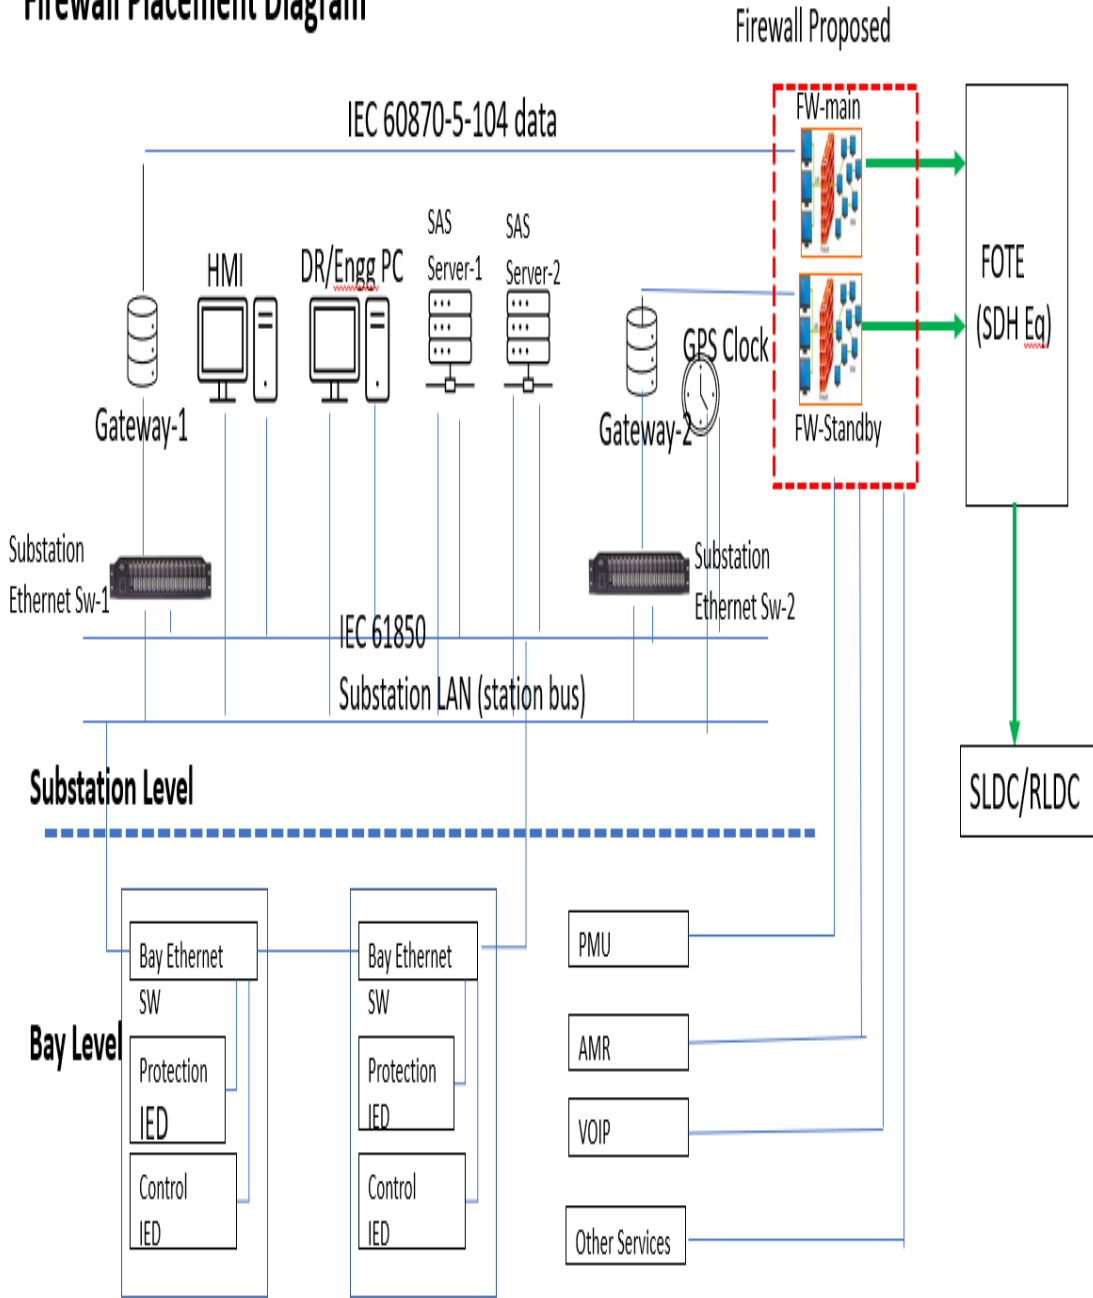 Firewall Placement Diagram
Firewall Proposed
IEC 60870-5-104 data
FW-main
SAS
Server-1
SAS
Server-2
HMI
DR/Engg PC
FOTE
(SDH Eq)
GPS Clock
Gateway-1
Gateway-2
FW-Standby
Substation
Ethernet Sw-1
Substation
Ethernet Sw-2
IEC 61850
Substation LAN (station bus)
Substation Level
SLDC/RLDC
Bay Level
Bay Ethernet
SW
Protection
IED
Control
IED
Bay Ethernet
SW
Protection
IED
Control
IED
PMU
AMR
VOIP
Other Services